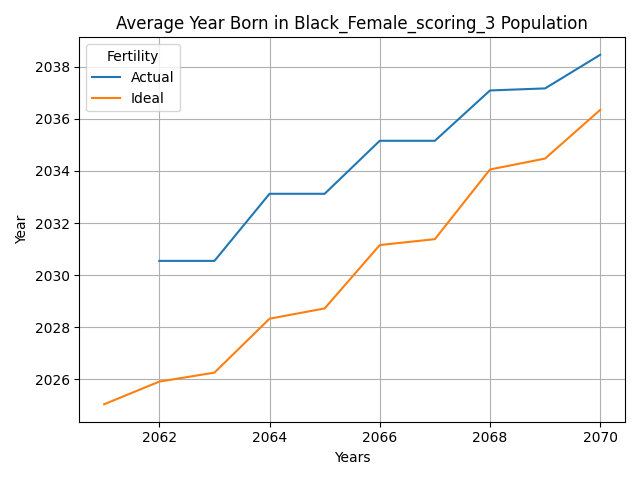 Average Year Born in Black_Female_scoring_3 Population
Fertility
Actual
Ideal
Year
2038
2036
2034
2032
2030
2028
2026
2062 2064 2066 2068 2070
Years